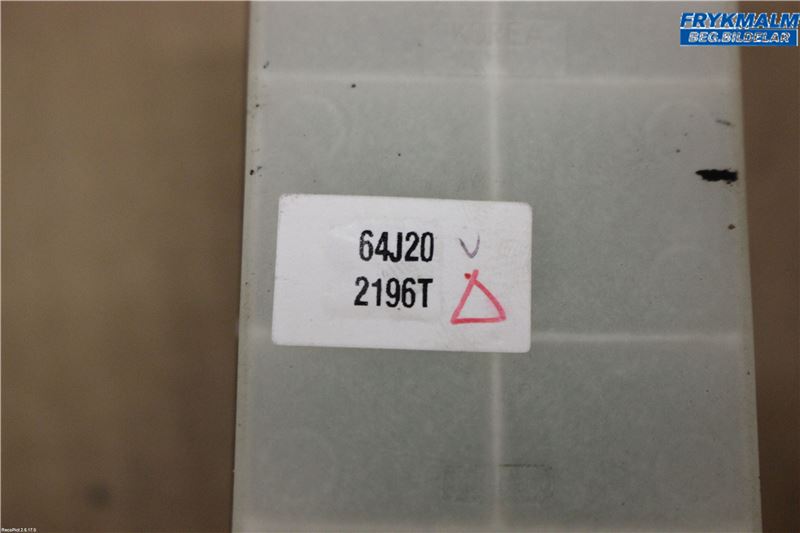 FRYKMALM
BEG.BILDELAR
64J20 V
2196T